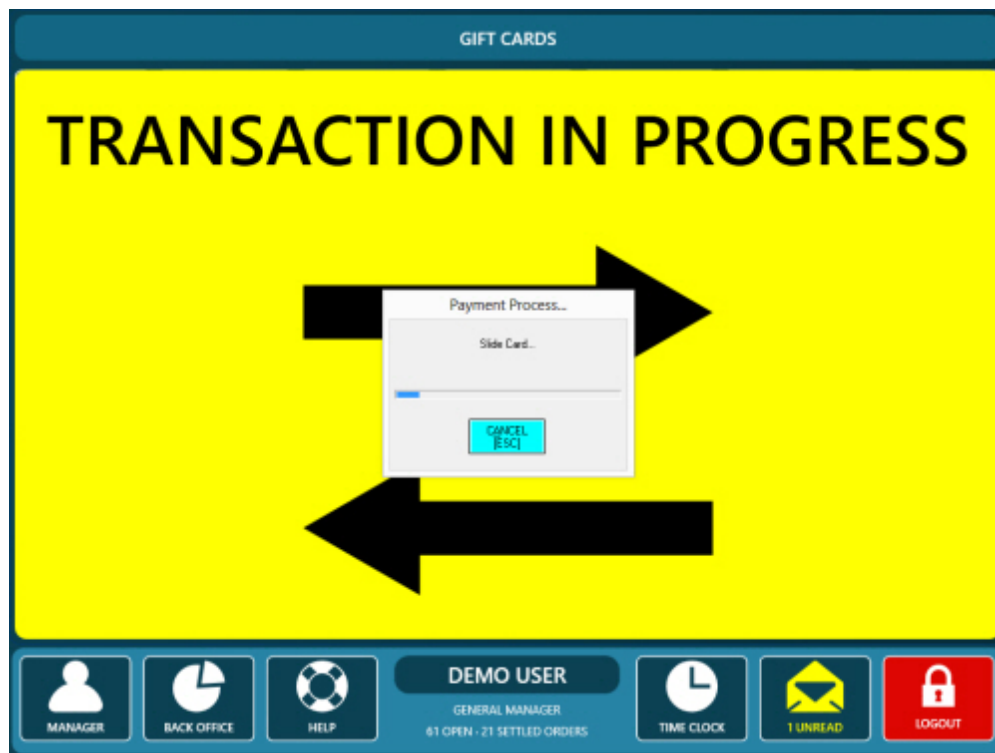 GIFT CARDS
TRANSACTION IN PROGRESS
Payment Process...
Slide Card...
CANCEL
[ESC]
DEMO USER
GENERAL MANAGER
61 OPEN - 21 SETTLED ORDERS
MANAGER
BACK OFFICE
HELP
TIME CLOCK
1 UNREAD
LOGOUT